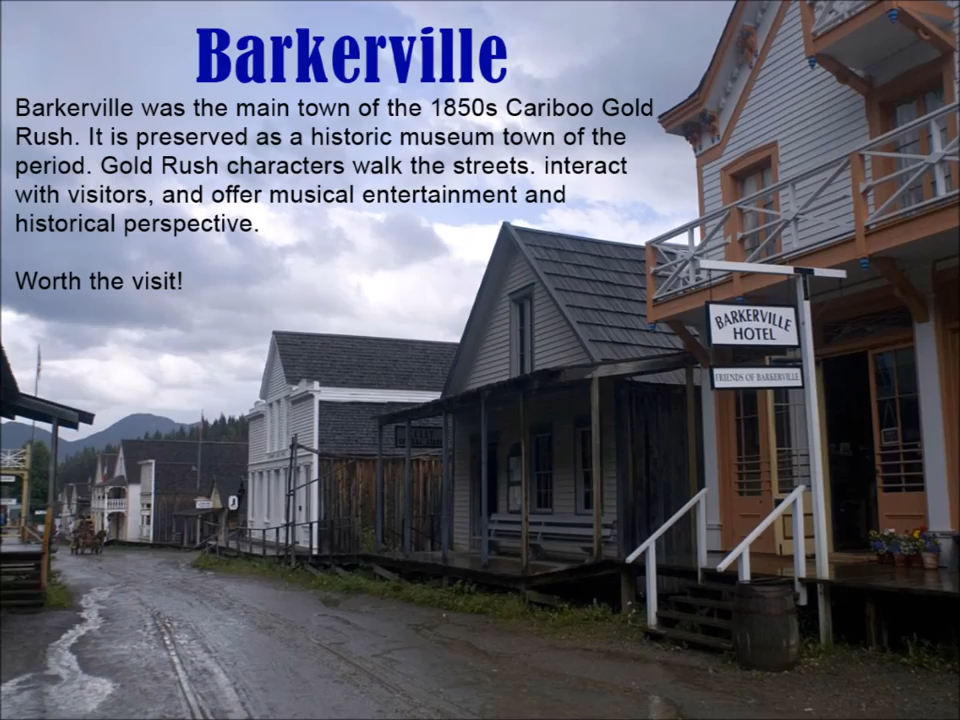 Barkerville
Barkerville was the main town of the 1850s Cariboo Gold
Rush. It is preserved as a historic museum town of the
period. Gold Rush characters walk the streets. interact
with visitors, and offer musical entertainment and
historical perspective.
Worth the visit!
BARKERVILLE
HOTEL
FRIENDS OF BARKERVILLE